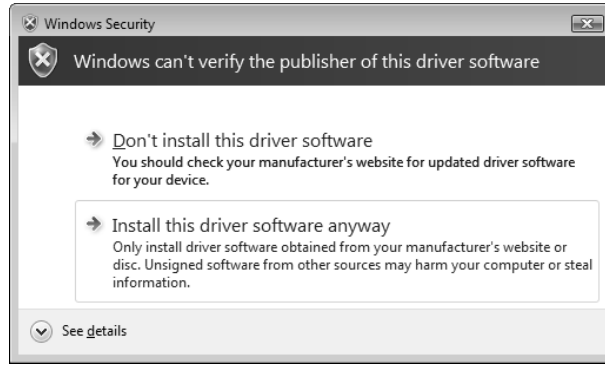 Windows Security
Windows can't verify the publisher of this driver software
Don't install this driver software
You should check your manufacturer's website for updated driver software
for your device.
Install this driver software anyway
Only install driver software obtained from your manufacturer's website or
disc. Unsigned software from other sources may harm your computer or steal
information.
See details